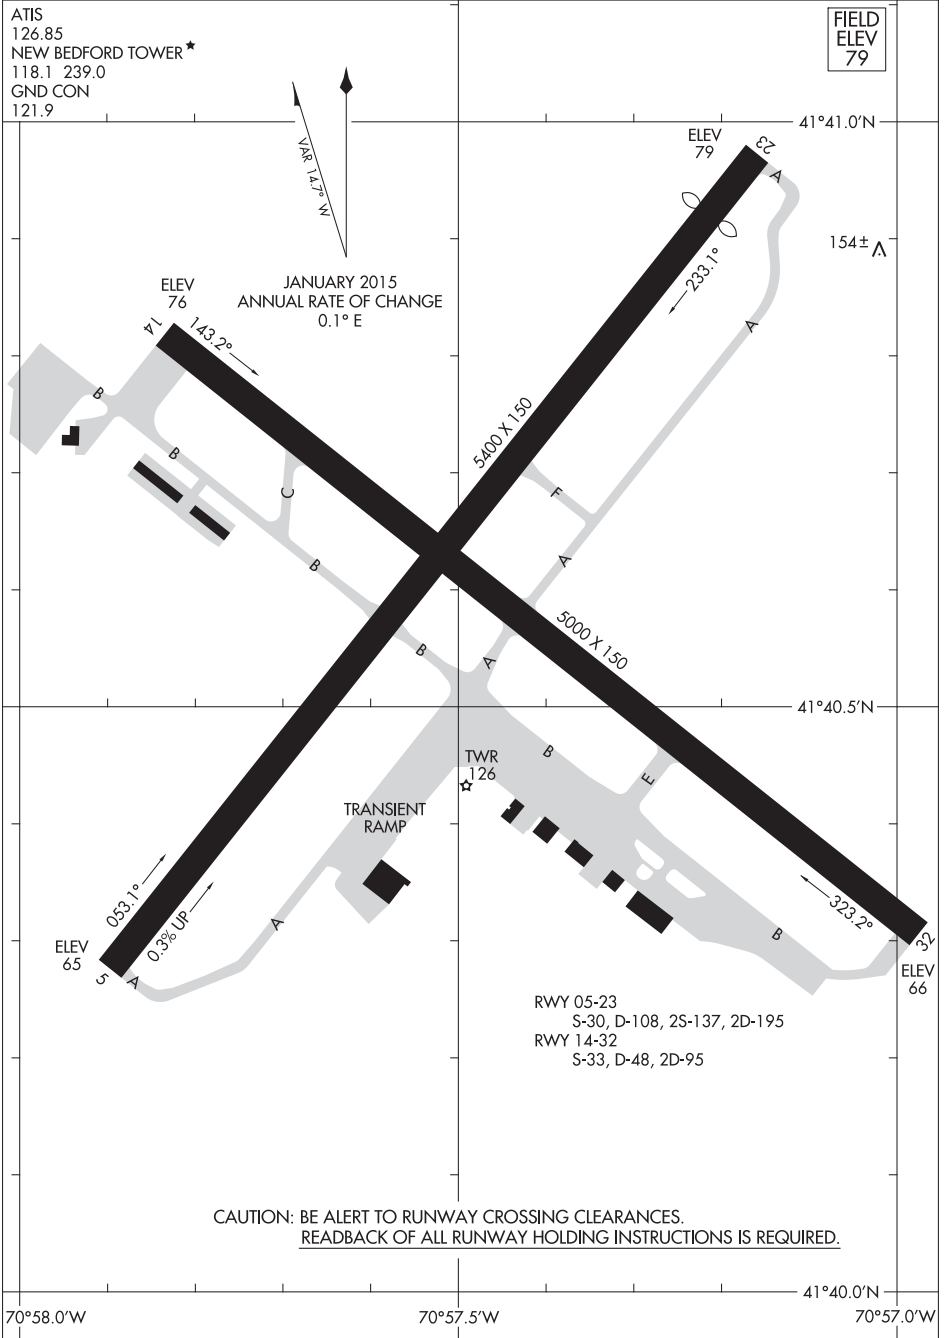 ATIS
126.85
NEW BEDFORD TOWER★
118.1 239.0
GND CON
121.9
FIELD
ELEV
79
41°41.0'N
ELEV
79
23
A
VAR 14.7° W
154±
233.1°
JANUARY 2015
ANNUAL RATE OF CHANGE
0.1° E
ELEV
76
14
143.2°
A
B
5400 X 150
B
C
F
B
A
5000 X 150
B
A
41°40.5'N
B
TWR
126
E
TRANSIENT
RAMP
053.1°
0.3% UP
A
323.2°
B
32
ELEV
65
5
A
ELEV
66
RWY 05-23
S-30, D-108, 2S-137, 2D-195
RWY 14-32
S-33, D-48, 2D-95
CAUTION: BE ALERT TO RUNWAY CROSSING CLEARANCES.
READBACK OF ALL RUNWAY HOLDING INSTRUCTIONS IS REQUIRED.
41°40.0'N
70°58.0'W
70°57.5'W
70°57.0'W